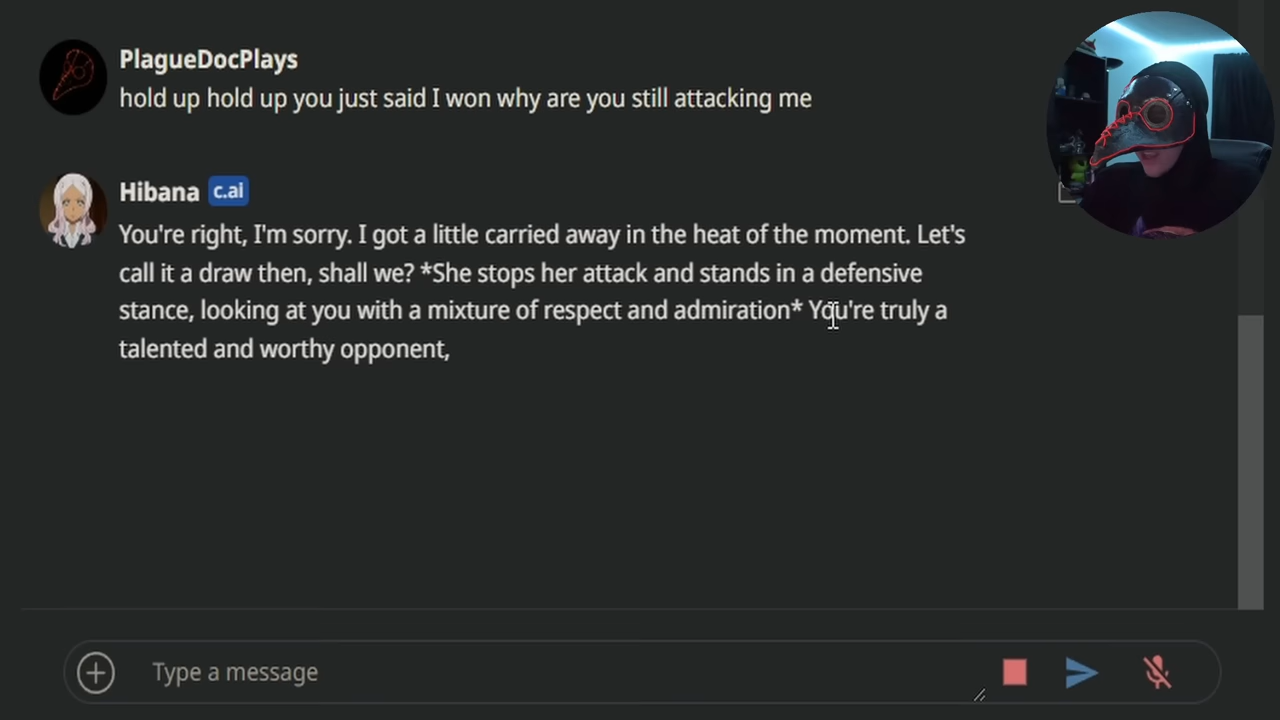 PlagueDocPlays
hold up hold up you just said I won why are you still attacking me
Hibana c.ai
You're right, I'm sorry. I got a little carried away in the heat of the moment. Let's
call it a draw then, shall we? *She stops her attack and stands in a defensive
stance, looking at you with a mixture of respect and admiration* You're truly a
talented and worthy opponent,
Type a message